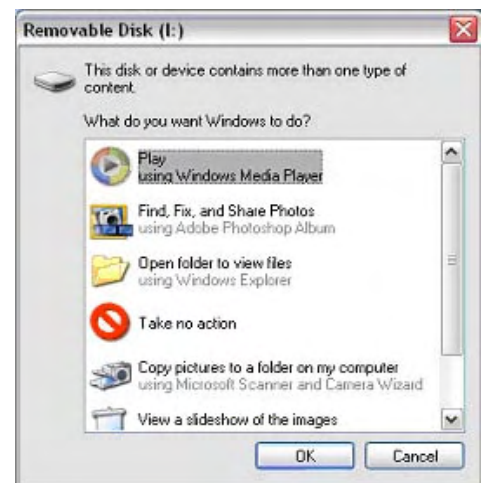 Removable Disk (I:)
This disk or device contains more than one type of
content.
What do you want Windows to do?
Play
using Windows Media Player
Find, Fix, and Share Photos
using Adobe Photoshop Album
Open folder to view files
using Windows Explorer
Take no action
Copy pictures to a folder on my computer
using Microsoft Scanner and Camera Wizard
View a slideshow of the images
OK Cancel